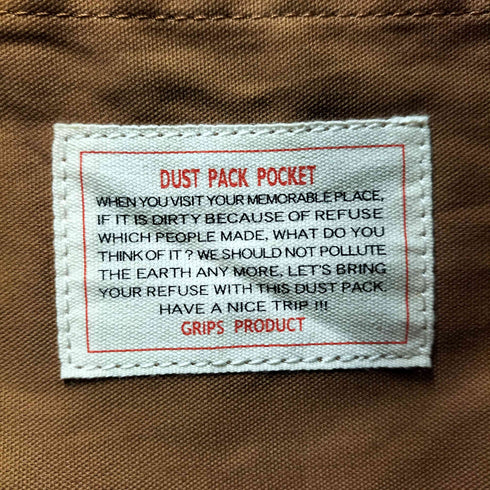 DUST PACK POCKET
WHEN YOU VISIT YOUR MEMORABLE PLACE,
IF IT IS DIRTY BECAUSE OF REFUSE
WHICH PEOPLE MADE, WHAT DO YOU
THINK OF IT ? WE SHOULD NOT POLLUTE
THE EARTH ANY MORE. LET'S BRING
YOUR REFUSE WITH THIS DUST PACK.
HAVE A NICE TRIP !!!
GRIPS PRODUCT